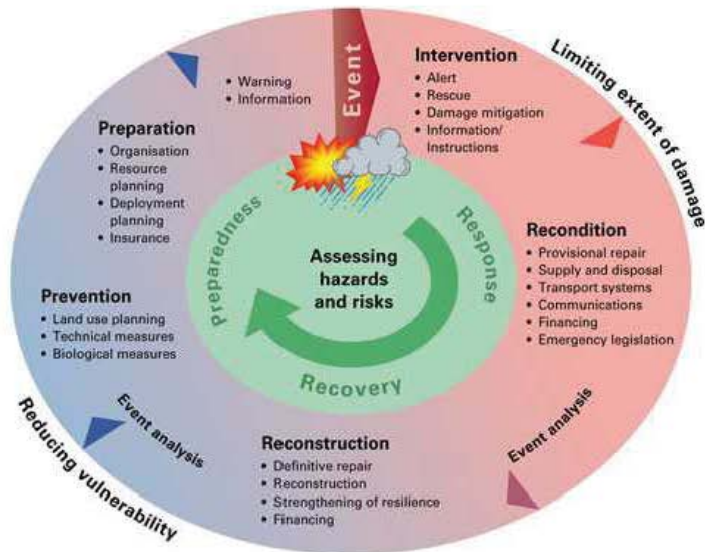 Event
Intervention
• Alert
• Rescue
• Damage mitigation
• Information/
Instructions
Limiting extent of damage
Recondition
• Provisional repair
• Supply and disposal
• Transport systems
• Communications
• Financing
• Emergency legislation
Event analysis
Reconstruction
• Definitive repair
• Reconstruction
• Strengthening of resilience
• Financing
Event analysis
Reducing vulnerability
Prevention
• Land use planning
• Technical measures
• Biological measures
Preparation
• Organisation
• Resource
planning
• Deployment
planning
• Insurance
• Warning
• Information
Response
Recovery
Preparedness
Assessing
hazards
and risks